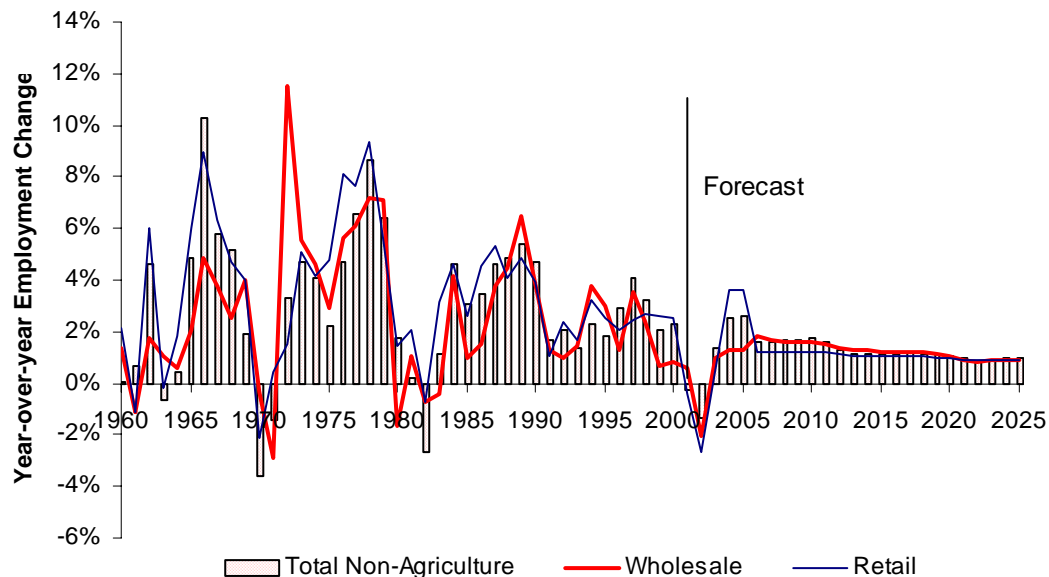 14%
12%
10%
8%
6%
4%
2%
0%
-2%
-4%
-6%
Year-over-year Employment Change
Forecast
1960 1965 1970 1975 1980 1985 1990 1995 2000 2005 2010 2015 2020 2025
Total Non-Agriculture Wholesale Retail